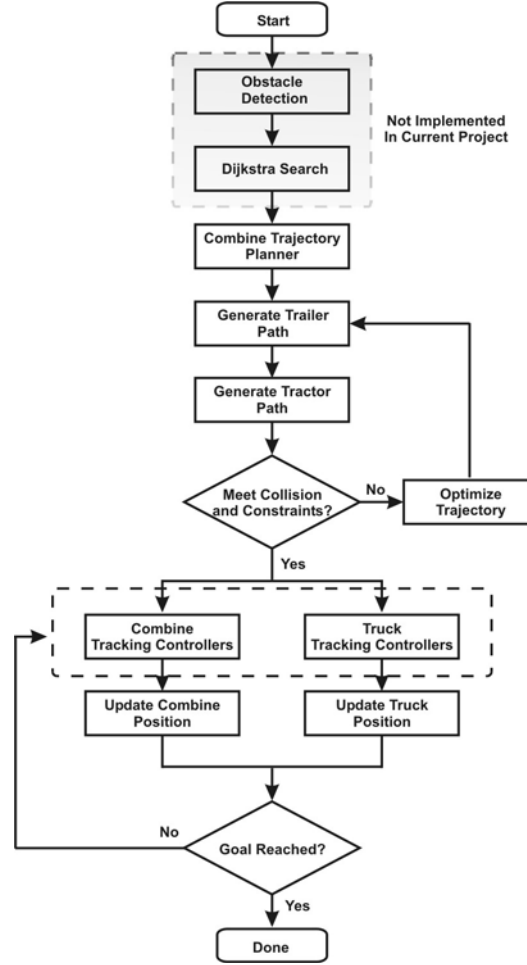 Start
Obstacle
Detection
Not Implemented
In Current Project
Dijkstra Search
Combine Trajectory
Planner
Generate Trailer
Path
Generate Tractor
Path
Meet Collision
and Constraints?
No
Optimize
Trajectory
Yes
Combine
Tracking Controllers
Truck
Tracking Controllers
Update Combine
Position
Update Truck
Position
No
Goal Reached?
Yes
Done